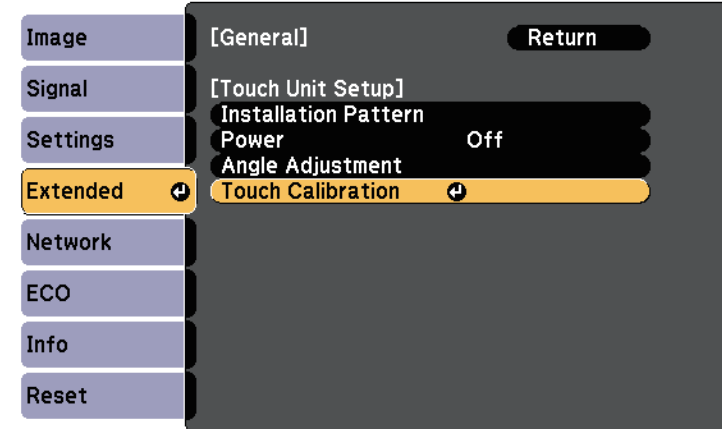 Image
Signal
Settings
Extended
Network
ECO
Info
Reset
[General] Return
[Touch Unit Setup]
Installation Pattern
Power Off
Angle Adjustment
Touch Calibration